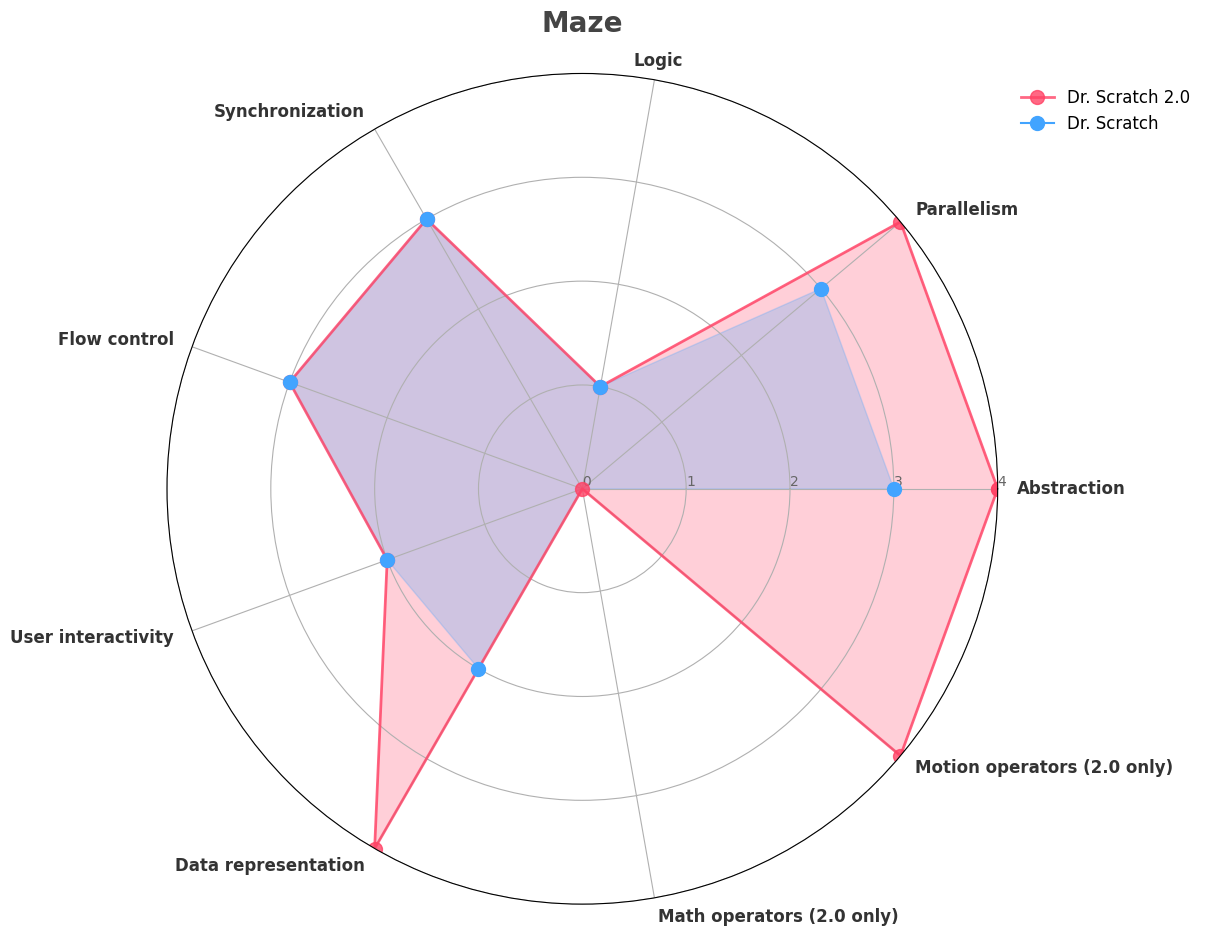 Maze
Logic
Synchronization
Dr. Scratch 2.0
Dr. Scratch
Parallelism
Flow control
0
1
2
3
4
Abstraction
User interactivity
Motion operators (2.0 only)
Data representation
Math operators (2.0 only)